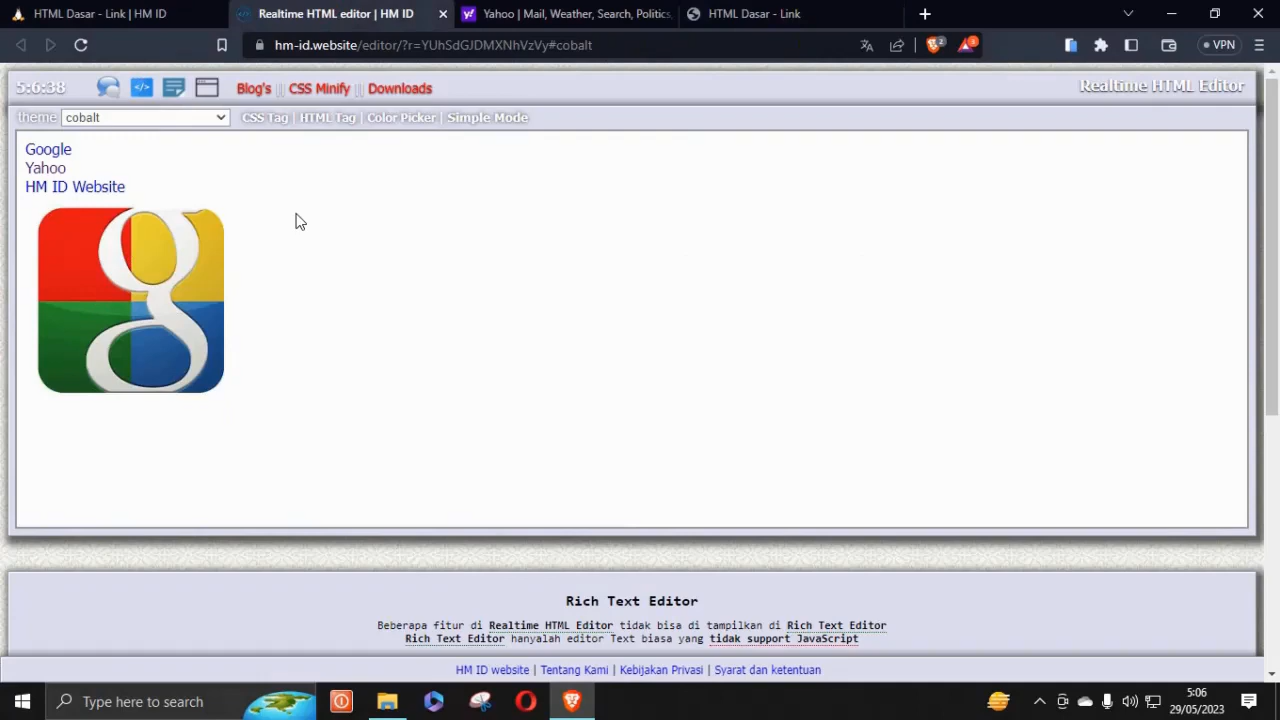 HTML Dasar - Link | HM ID
Realtime HTML editor | HM ID
Yahoo | Mail, Weather, Search, Politics,
HTML Dasar - Link
hm-id.website/editor/?r=YUhSdGJDMXNhVzVy#cobalt
2
3
VPN
5:6:38
Blog's || CSS Minify || Downloads
Realtime HTML Editor
theme cobalt
CSS Tag | HTML Tag | Color Picker | Simple Mode
Google
Yahoo
HM ID Website
g
Rich Text Editor
Beberapa fitur di Realtime HTML Editor tidak bisa di tampilkan di Rich Text Editor
Rich Text Editor hanyalah editor Text biasa yang tidak support JavaScript
HM ID website | Tentang Kami | Kebijakan Privasi | Syarat dan ketentuan
Type here to search
5:06
29/05/2023